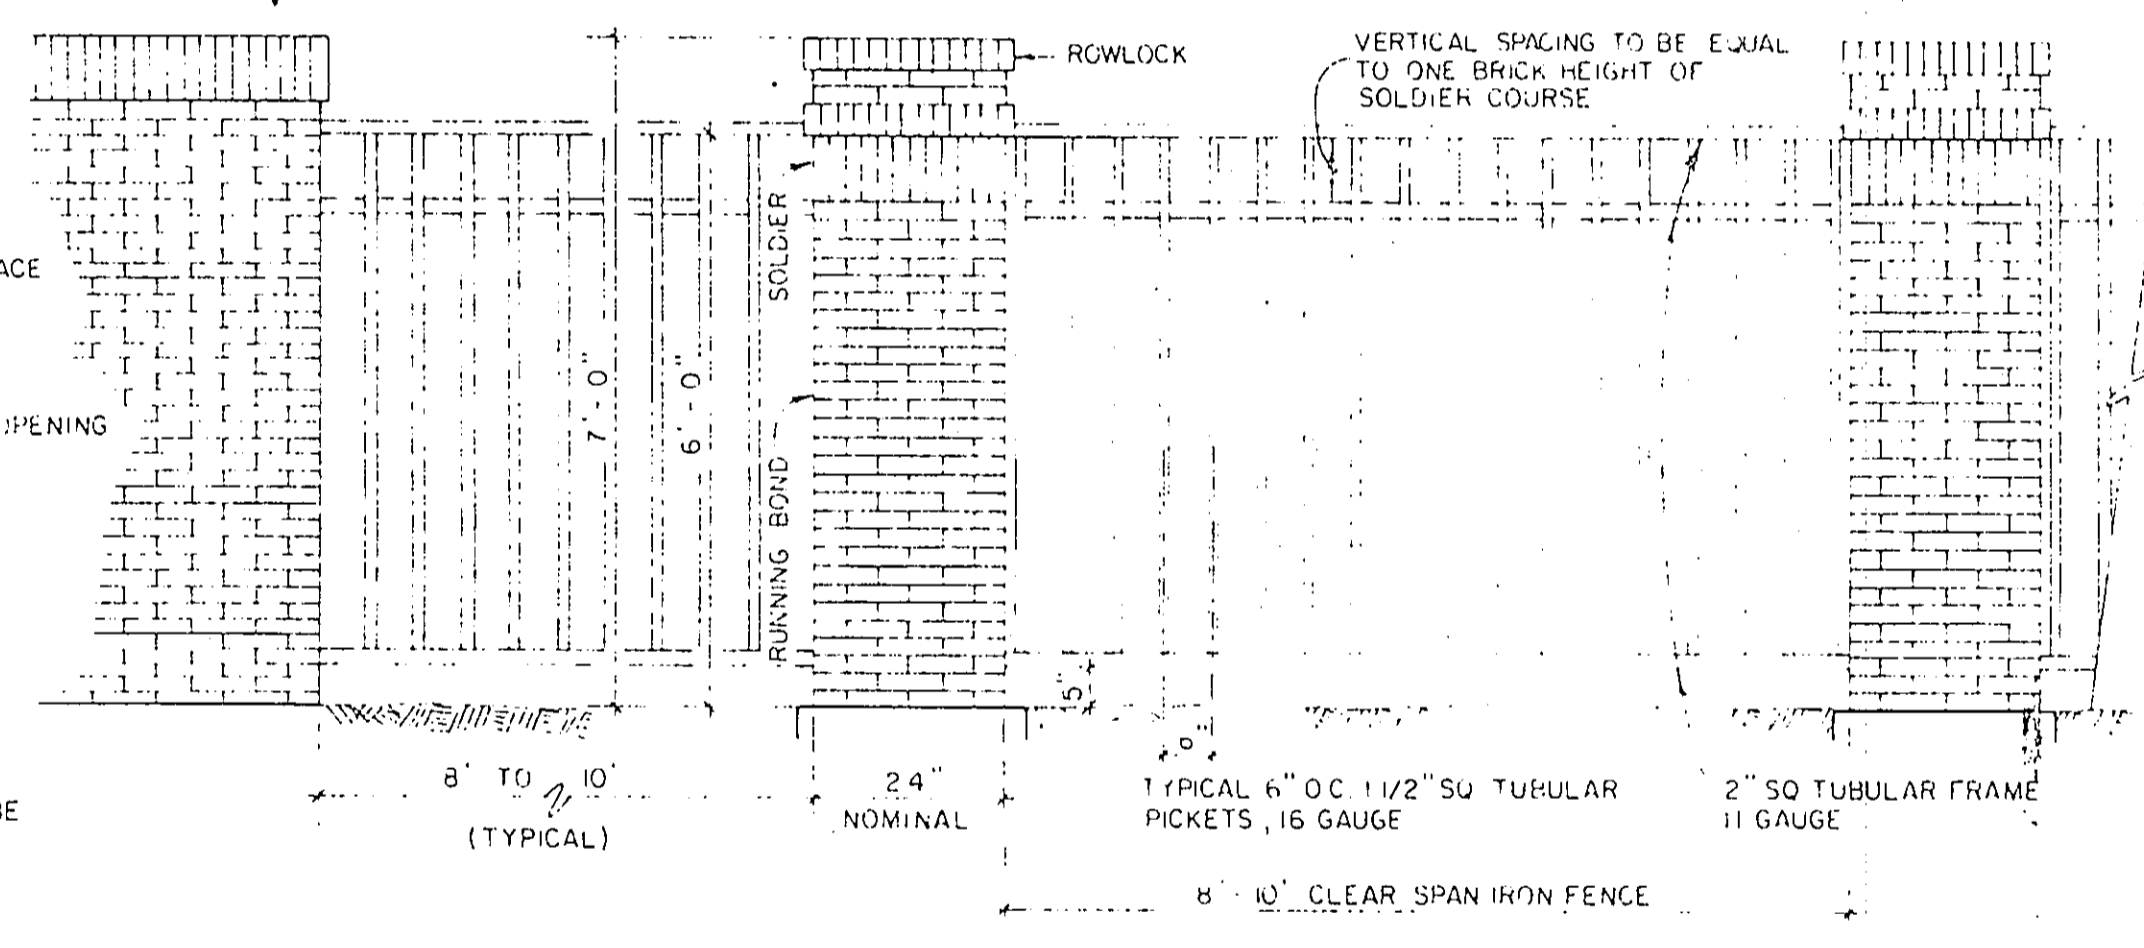 ROWLOCK
VERTICAL SPACING TO BE EQUAL
TO ONE BRICK HEIGHT OF
SOLDIER COURSE
SOLDIER
ACE
7'-0"
6'-0"
OPENING
RUNNING BOND
5"
8' TO 10'
(TYPICAL)
24"
NOMINAL
TYPICAL 6" O.C. 1 1/2" SQ TUBULAR
PICKETS, 16 GAUGE
2" SQ TUBULAR FRAME
11 GAUGE
BE
8'-10' CLEAR SPAN IRON FENCE